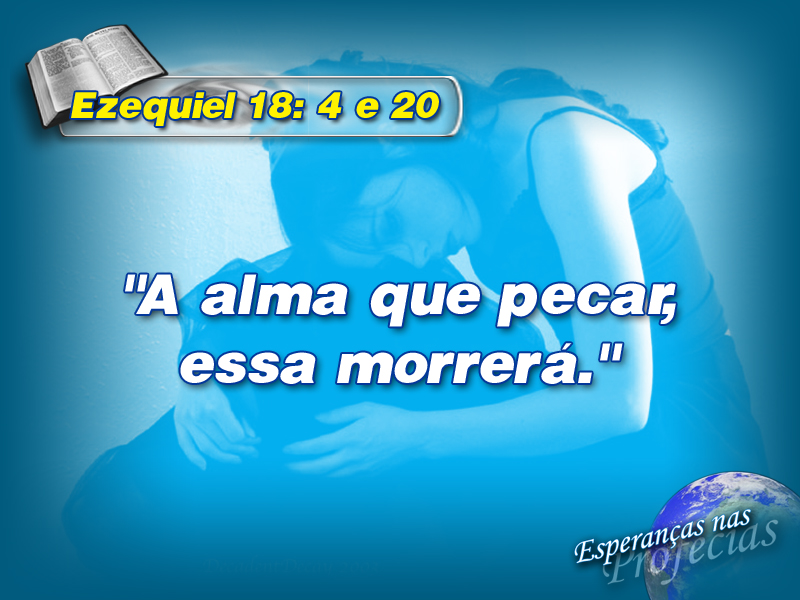 Ezequiel 18: 4 e 20
"A alma que pecar,
essa morrerá."
Esperanças nas
Profecias